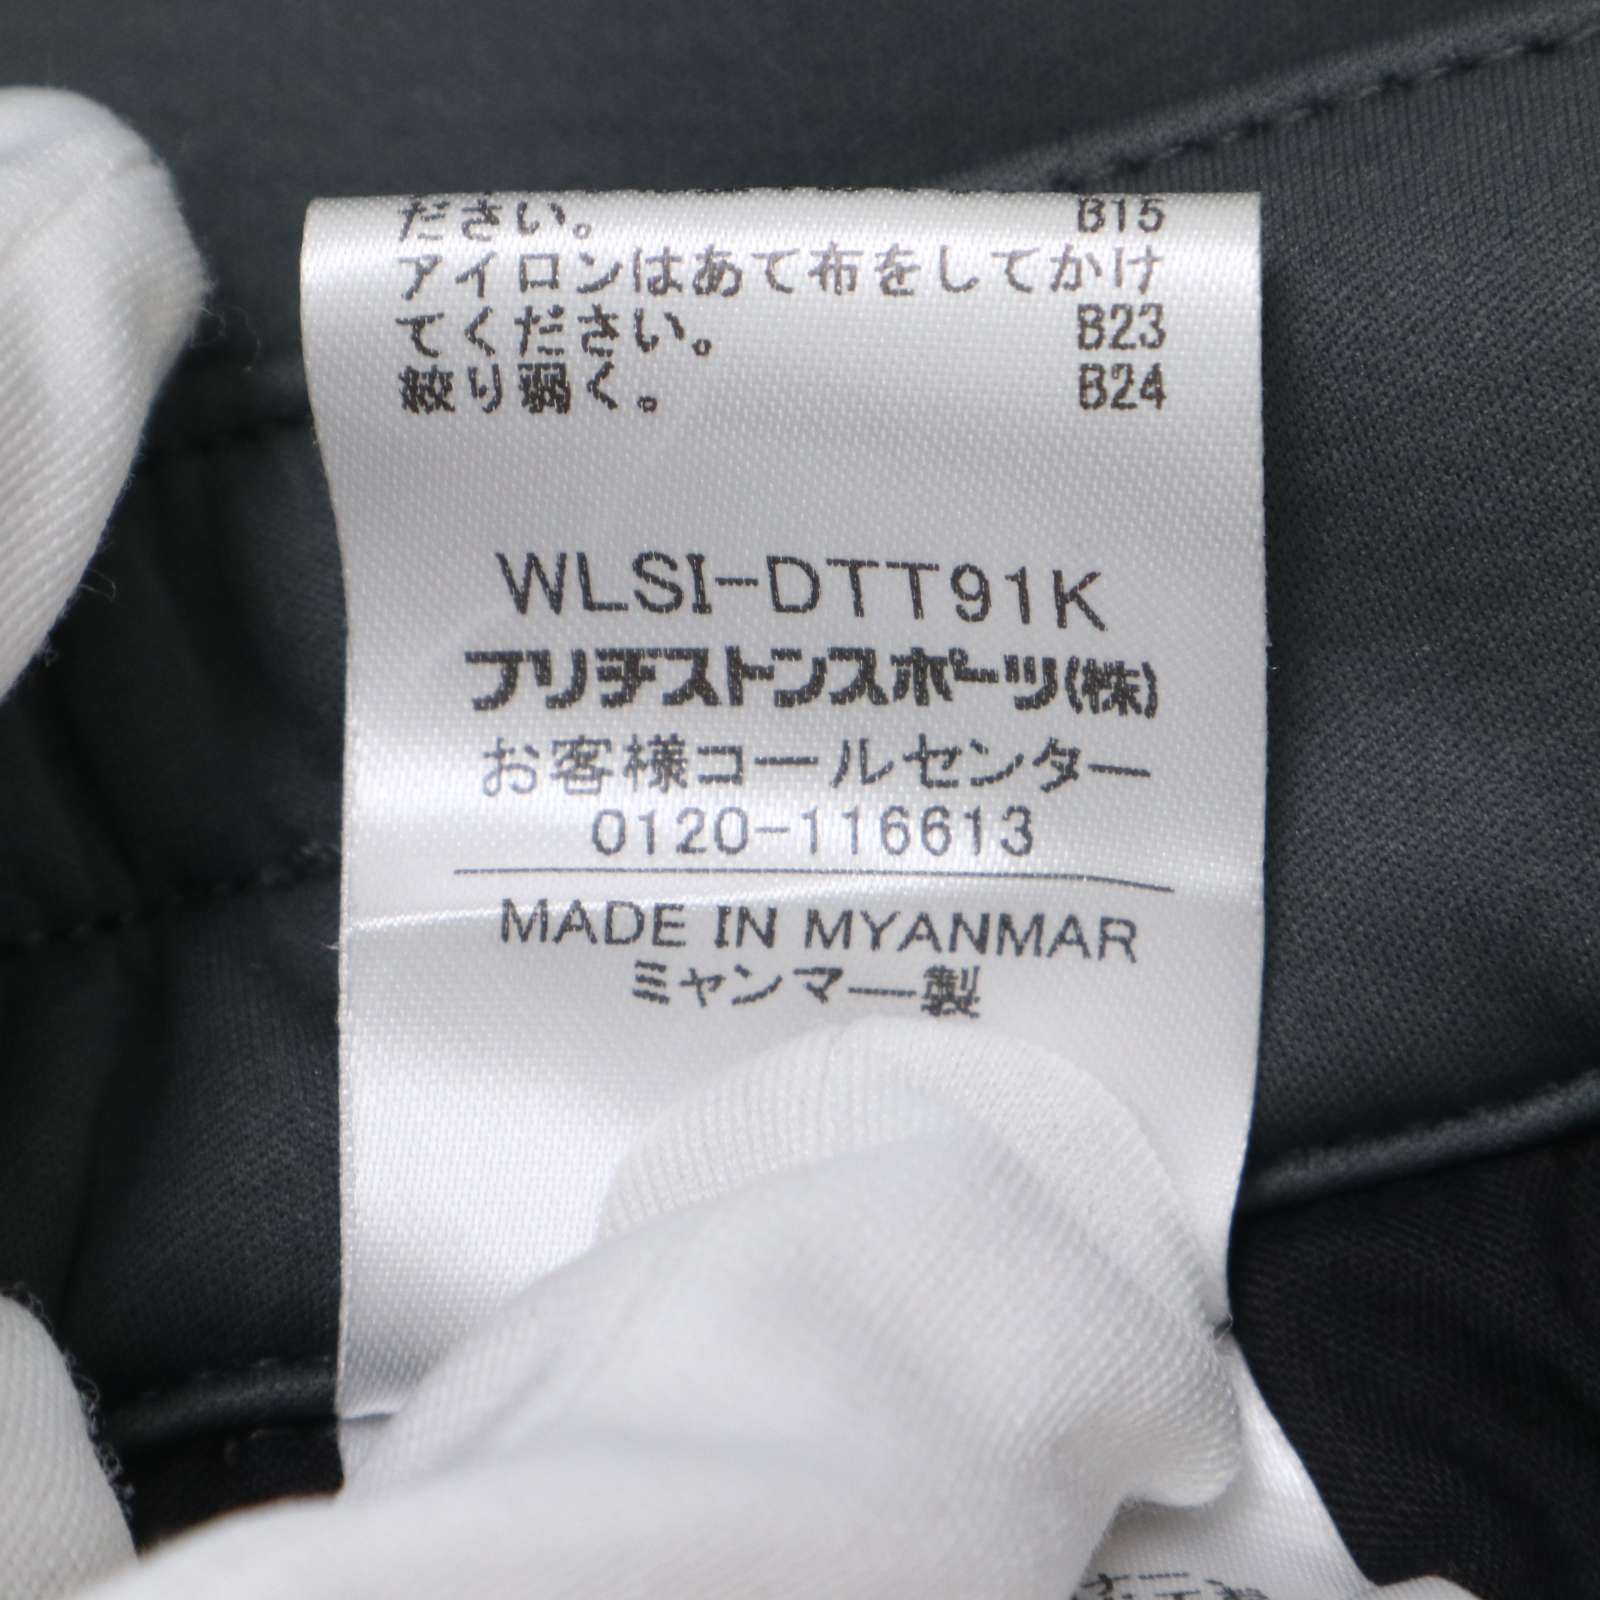 ださい。 B15
アイロンはあて布をしてかけ
てください。 B23
絞り弱く。 B24
WLSI-DTT91K
ブリヂストンスポーツ(株)
お客様コールセンター
0120-116613
MADE IN MYANMAR
ミャンマー製